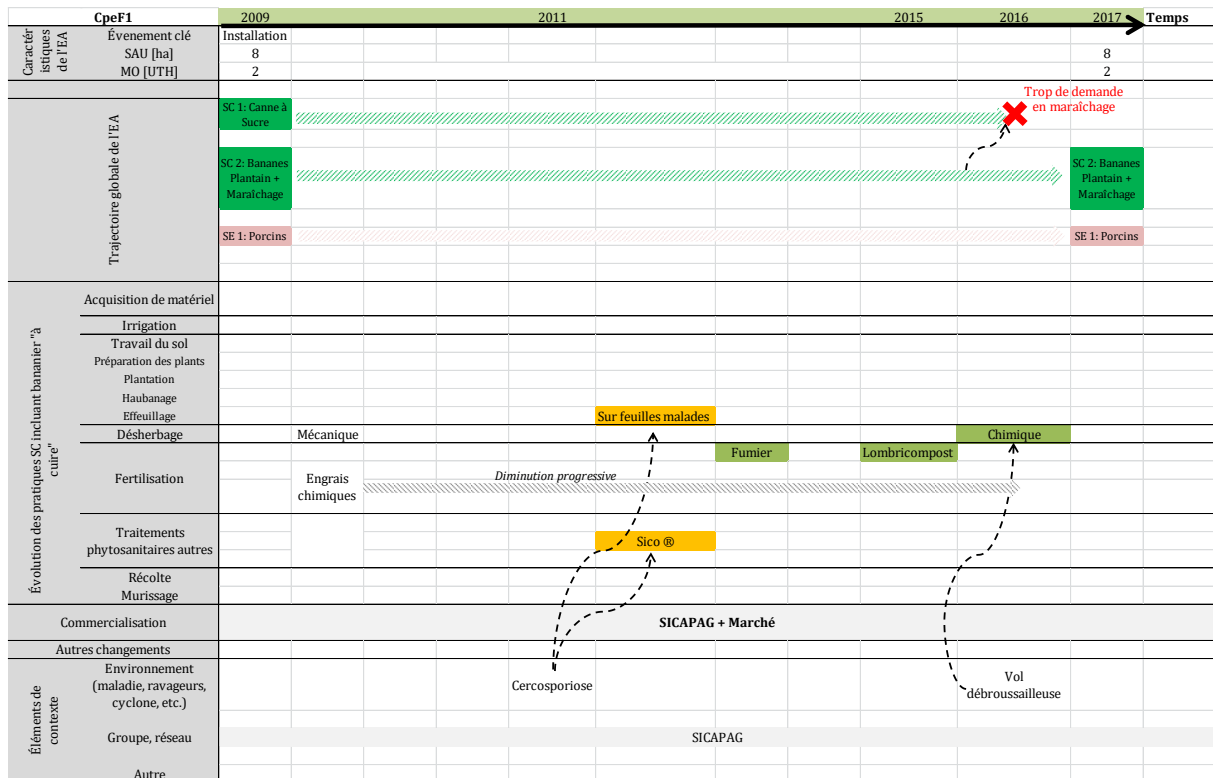 CpeF1 2009 2011 2015 2016 2017 Temps
Caractér
istiques
de l'EA
Évenement clé Installation
SAU [ha] 8 8
MO [UTH] 2 2
Trajectoire globale de l'EA
Trop de demande
en maraîchage
SC 1: Canne à
Sucre
SC 2: Bananes
Plantain +
Maraîchage
SC 2: Bananes
Plantain +
Maraîchage
SE 1: Porcins SE 1: Porcins
Évolution des pratiques SC incluant bananier "à
cuire"
Acquisition de matériel
Irrigation
Travail du sol
Préparation des plants
Plantation
Haubanage
Effeuillage Sur feuilles malades
Désherbage Mécanique Chimique
Fumier Lombricompost
Fertilisation
Engrais
chimiques
Diminution progressive
Traitements
phytosanitaires autres
Sico ®
Récolte
Murissage
Commercialisation SICAPAG + Marché
Autres changements
Éléments de
contexte
Environnement
(maladie, ravageurs,
cyclone, etc.)
Cercosporiose
Vol
débroussailleuse
Groupe, réseau SICAPAG
Autre